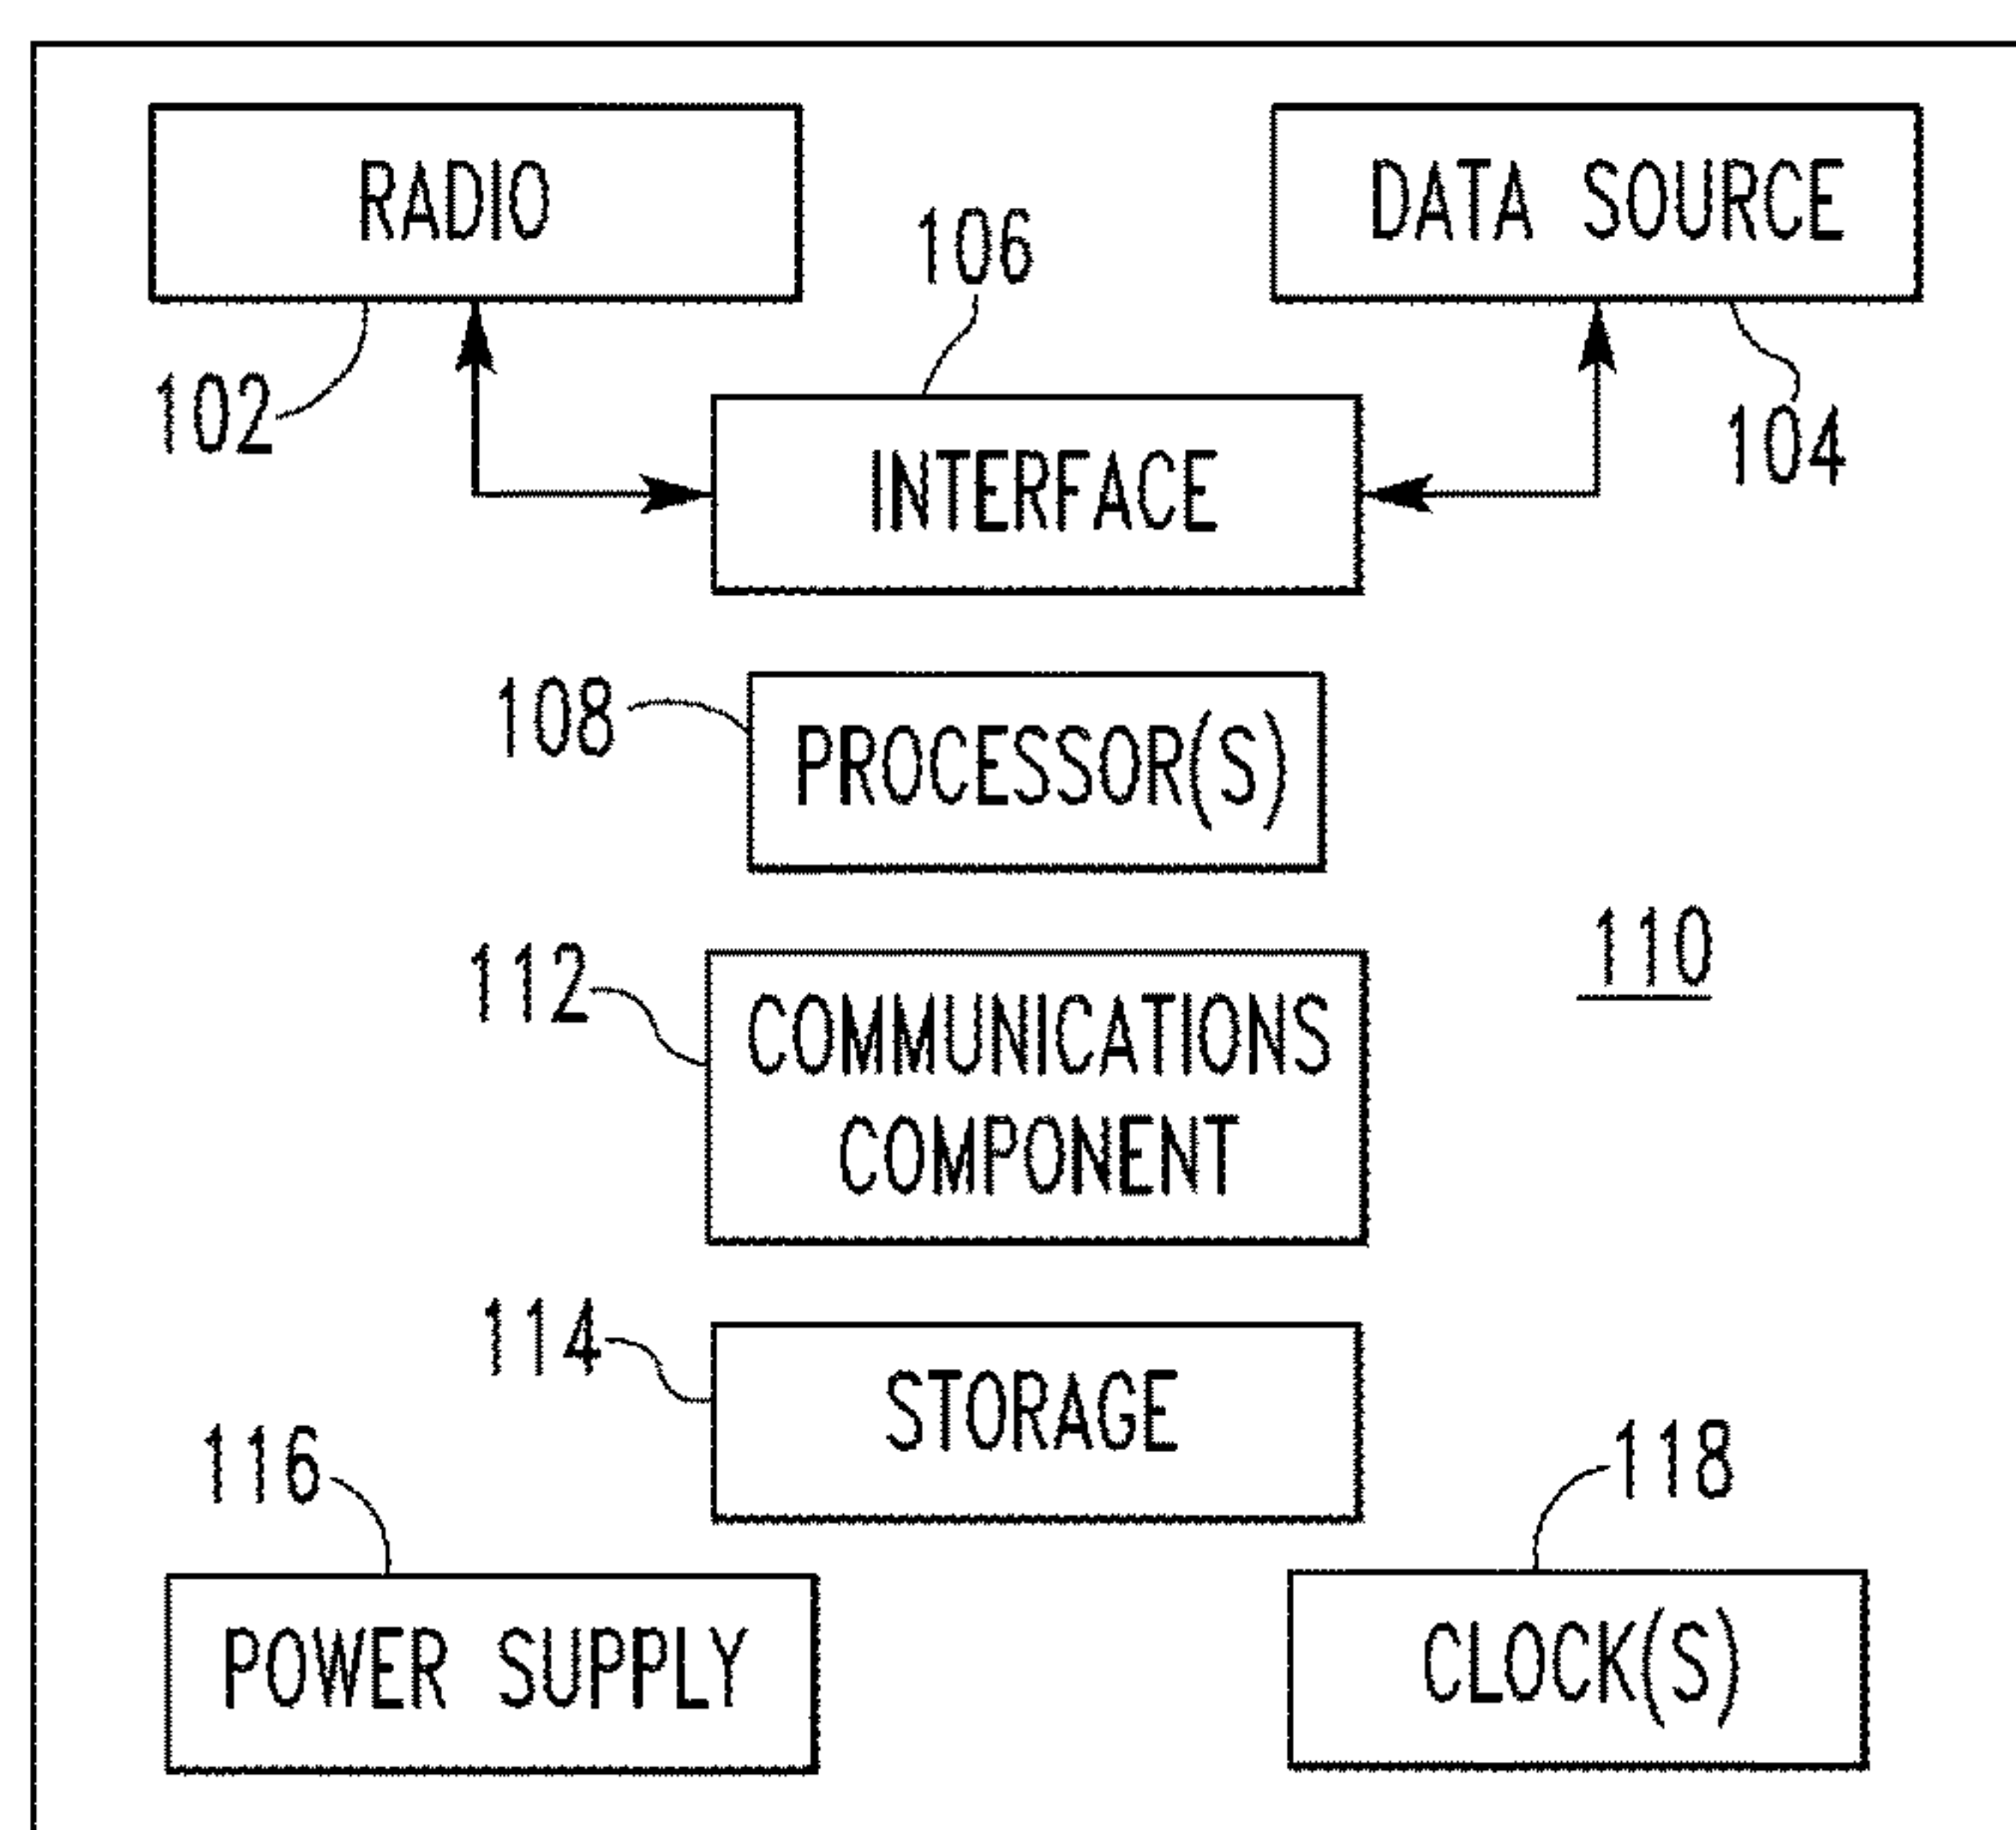 RADIO
DATA SOURCE
106
102
104
INTERFACE
108
PROCESSOR(S)
110
112
COMMUNICATIONS
COMPONENT
114
STORAGE
116
118
POWER SUPPLY
CLOCK(S)